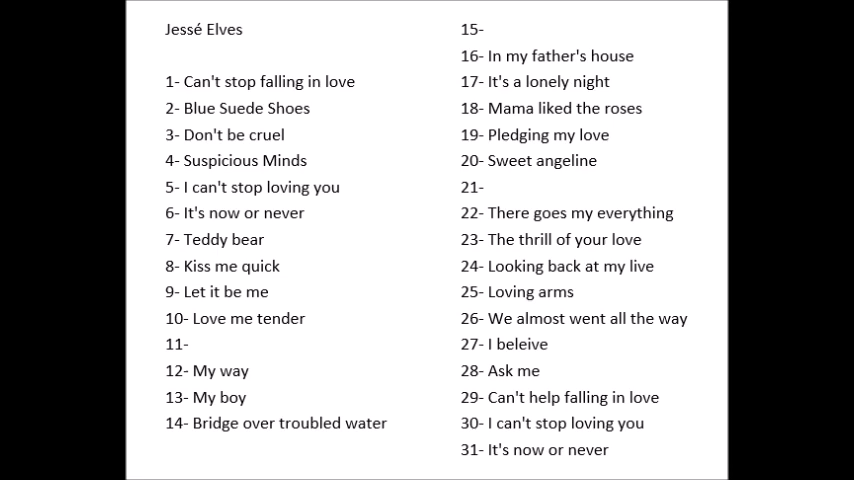 Jessé Elves
1- Can't stop falling in love
2- Blue Suede Shoes
3- Don't be cruel
4- Suspicious Minds
5- I can't stop loving you
6- It's now or never
7- Teddy bear
8- Kiss me quick
9- Let it be me
10- Love me tender
11-
12- My way
13- My boy
14- Bridge over troubled water
15-
16- In my father's house
17- It's a lonely night
18- Mama liked the roses
19- Pledging my love
20- Sweet angeline
21-
22- There goes my everything
23- The thrill of your love
24- Looking back at my live
25- Loving arms
26- We almost went all the way
27- I beleive
28- Ask me
29- Can't help falling in love
30- I can't stop loving you
31- It's now or never